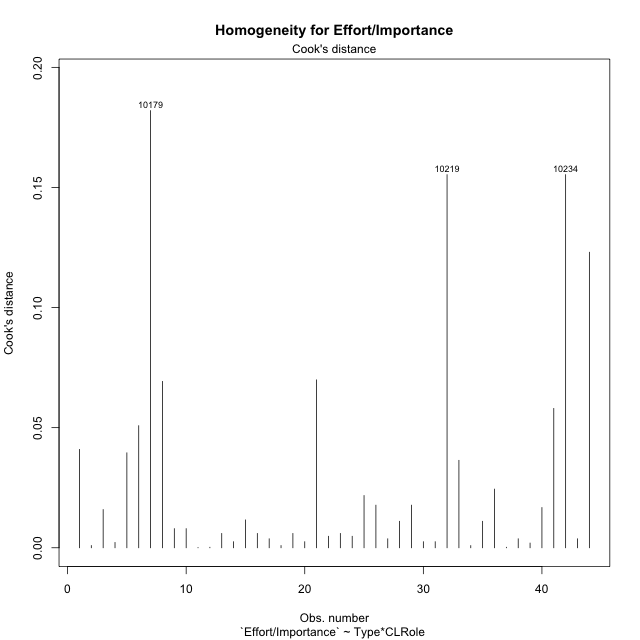 Homogeneity for Effort/Importance
Cook's distance
0.20
0.15
0.10
0.05
0.00
Cook's distance
10179
10219
10234
0 10 20 30 40
Obs. number
`Effort/Importance` ~ Type*CLRole